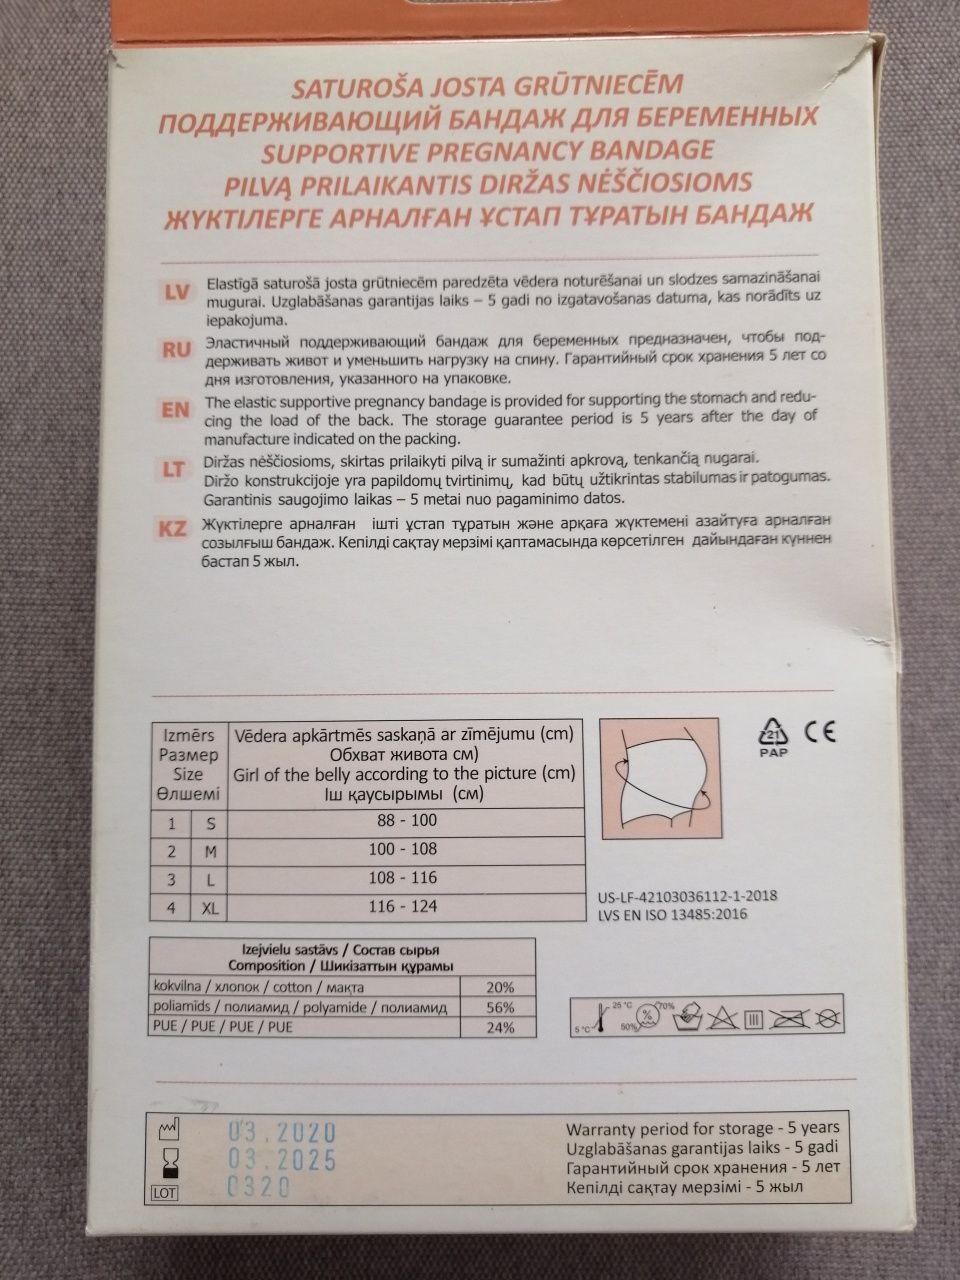 SATUROŠA JOSTA GRŪTNIECĒM
ПОДДЕРЖИВАЮЩИЙ БАНДАЖ ДЛЯ БЕРЕМЕННЫХ
SUPPORTIVE PREGNANCY BANDAGE
PILVĄ PRILAIKANTIS DIRŽAS NĖŠČIOSIOMS
ЖҮКТІЛЕРГЕ АРНАЛҒАН ҰСТАП ТҰРАТЫН БАНДАЖ
LV Elastīgā saturošā josta grūtniecēm paredzēta vēdera noturēšanai un slodzes samazināšanai
mugurai. Uzglabāšanas garantijas laiks – 5 gadi no izgatavošanas datuma, kas norādīts uz
iepakojuma.
RU Эластичный поддерживающий бандаж для беременных предназначен, чтобы под-
держивать живот и уменьшить нагрузку на спину. Гарантийный срок хранения 5 лет со
дня изготовления, указанного на упаковке.
EN The elastic supportive pregnancy bandage is provided for supporting the stomach and redu-
cing the load of the back. The storage guarantee period is 5 years after the day of
manufacture indicated on the packing.
LT Diržas nėščiosioms, skirtas prilaikyti pilvą ir sumažinti apkrovą, tenkančią nugarai.
Diržo konstrukcijoje yra papildomų tvirtinimų, kad būtų užtikrintas stabilumas ir patogumas.
Garantinis saugojimo laikas – 5 metai nuo pagaminimo datos.
KZ Жүктілерге арналған ішті ұстап тұратын және арқаға жүктемені азайтуға арналған
созылғыш бандаж. Кепілді сақтау мерзімі қаптамасында көрсетілген дайындаған күннен
бастап 5 жыл.
Izmērs
Размер
Size
Өлшемі
Vēdera apkārtmēs saskaņā ar zīmējumu (cm)
Обхват живота см)
Girl of the belly according to the picture (cm)
Іш қаусырымы (см)
1 S 88 - 100
2 M 100 - 108
3 L 108 - 116
4 XL 116 - 124
21
PAP
CE
US-LF-42103036112-1-2018
LVS EN ISO 13485:2016
Izejvielu sastāvs / Состав сырья
Composition / Шикізаттын құрамы
kokvilna / хлопок / cotton / мақта 20%
poliamīds / полиамид / polyamide / полиамид 56%
PUE / PUE / PUE / PUE 24%
5 °C 25 °C 50% % 70%
03.2020
03.2025
LOT 0320
Warranty period for storage - 5 years
Uzglabāšanas garantijas laiks - 5 gadi
Гарантийный срок хранения - 5 лет
Кепілді сақтау мерзімі - 5 жыл